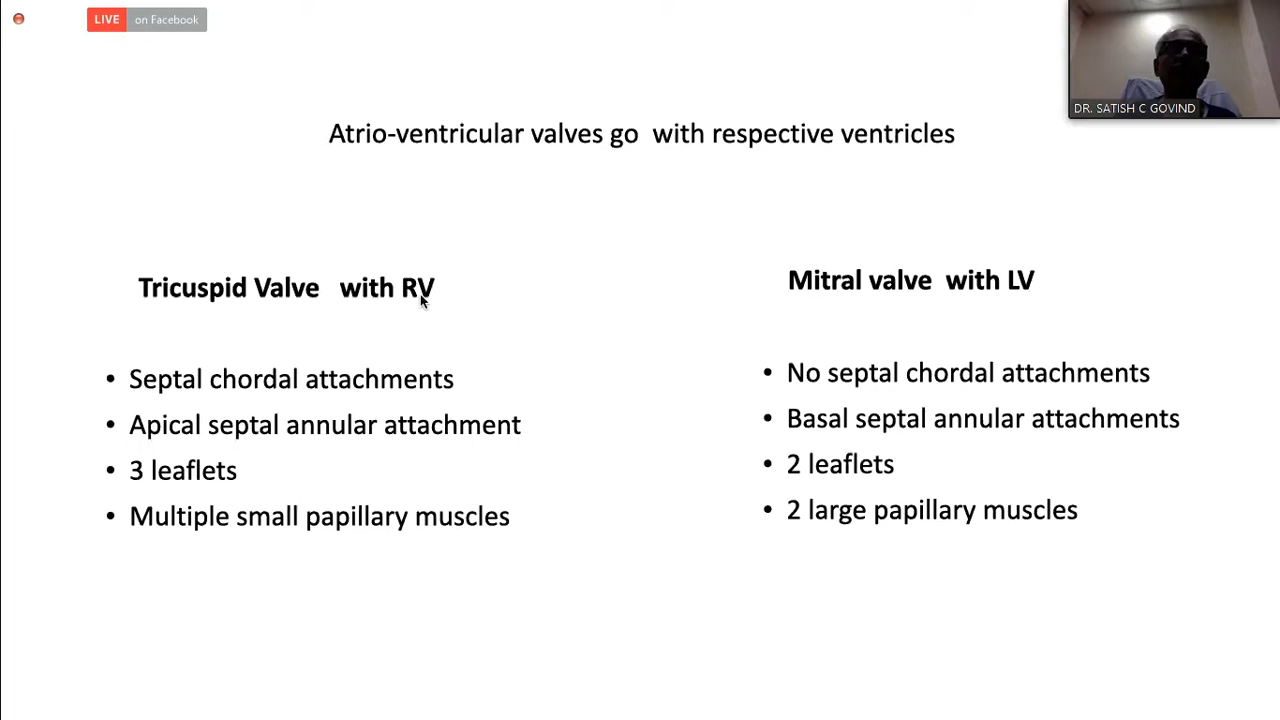 LIVE on Facebook
DR. SATISH C GOVIND
Atrio-ventricular valves go with respective ventricles
Tricuspid Valve with RV
• Septal chordal attachments
• Apical septal annular attachment
• 3 leaflets
• Multiple small papillary muscles
Mitral valve with LV
• No septal chordal attachments
• Basal septal annular attachments
• 2 leaflets
• 2 large papillary muscles